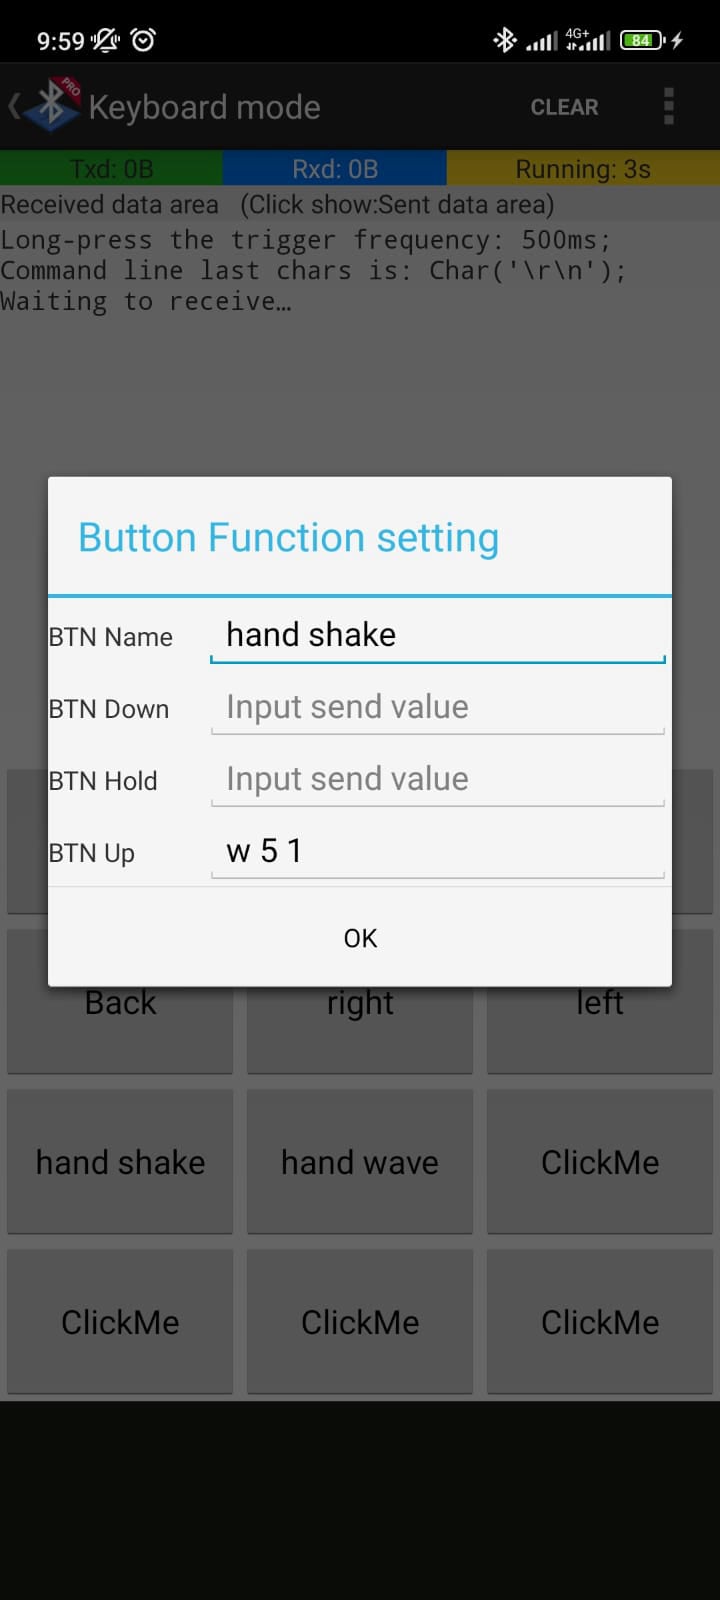 9:59 4G+ 84
PRO
Keyboard mode CLEAR
Txd: 0B Rxd: 0B Running: 3s
Received data area (Click show:Sent data area)
Long-press the trigger frequency: 500ms;
Command line last chars is: Char('\r\n');
Waiting to receive…
Button Function setting
BTN Name hand shake
BTN Down Input send value
BTN Hold Input send value
BTN Up w 5 1
OK
Back right left
hand shake hand wave ClickMe
ClickMe ClickMe ClickMe